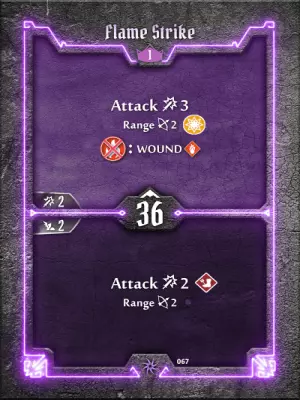 Flame Strike
1
Attack 3
Range 2
: WOUND
2
36
2
Attack 2
Range 2
067